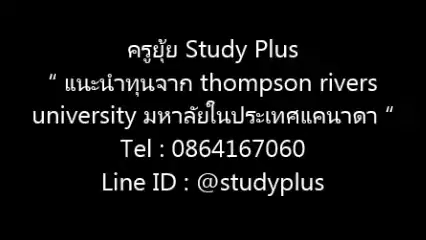 ครูยุ้ย Study Plus
“ แนะนำทุนจาก thompson rivers
university มหาลัยในประเทศแคนาดา “
Tel : 0864167060
Line ID : @studyplus